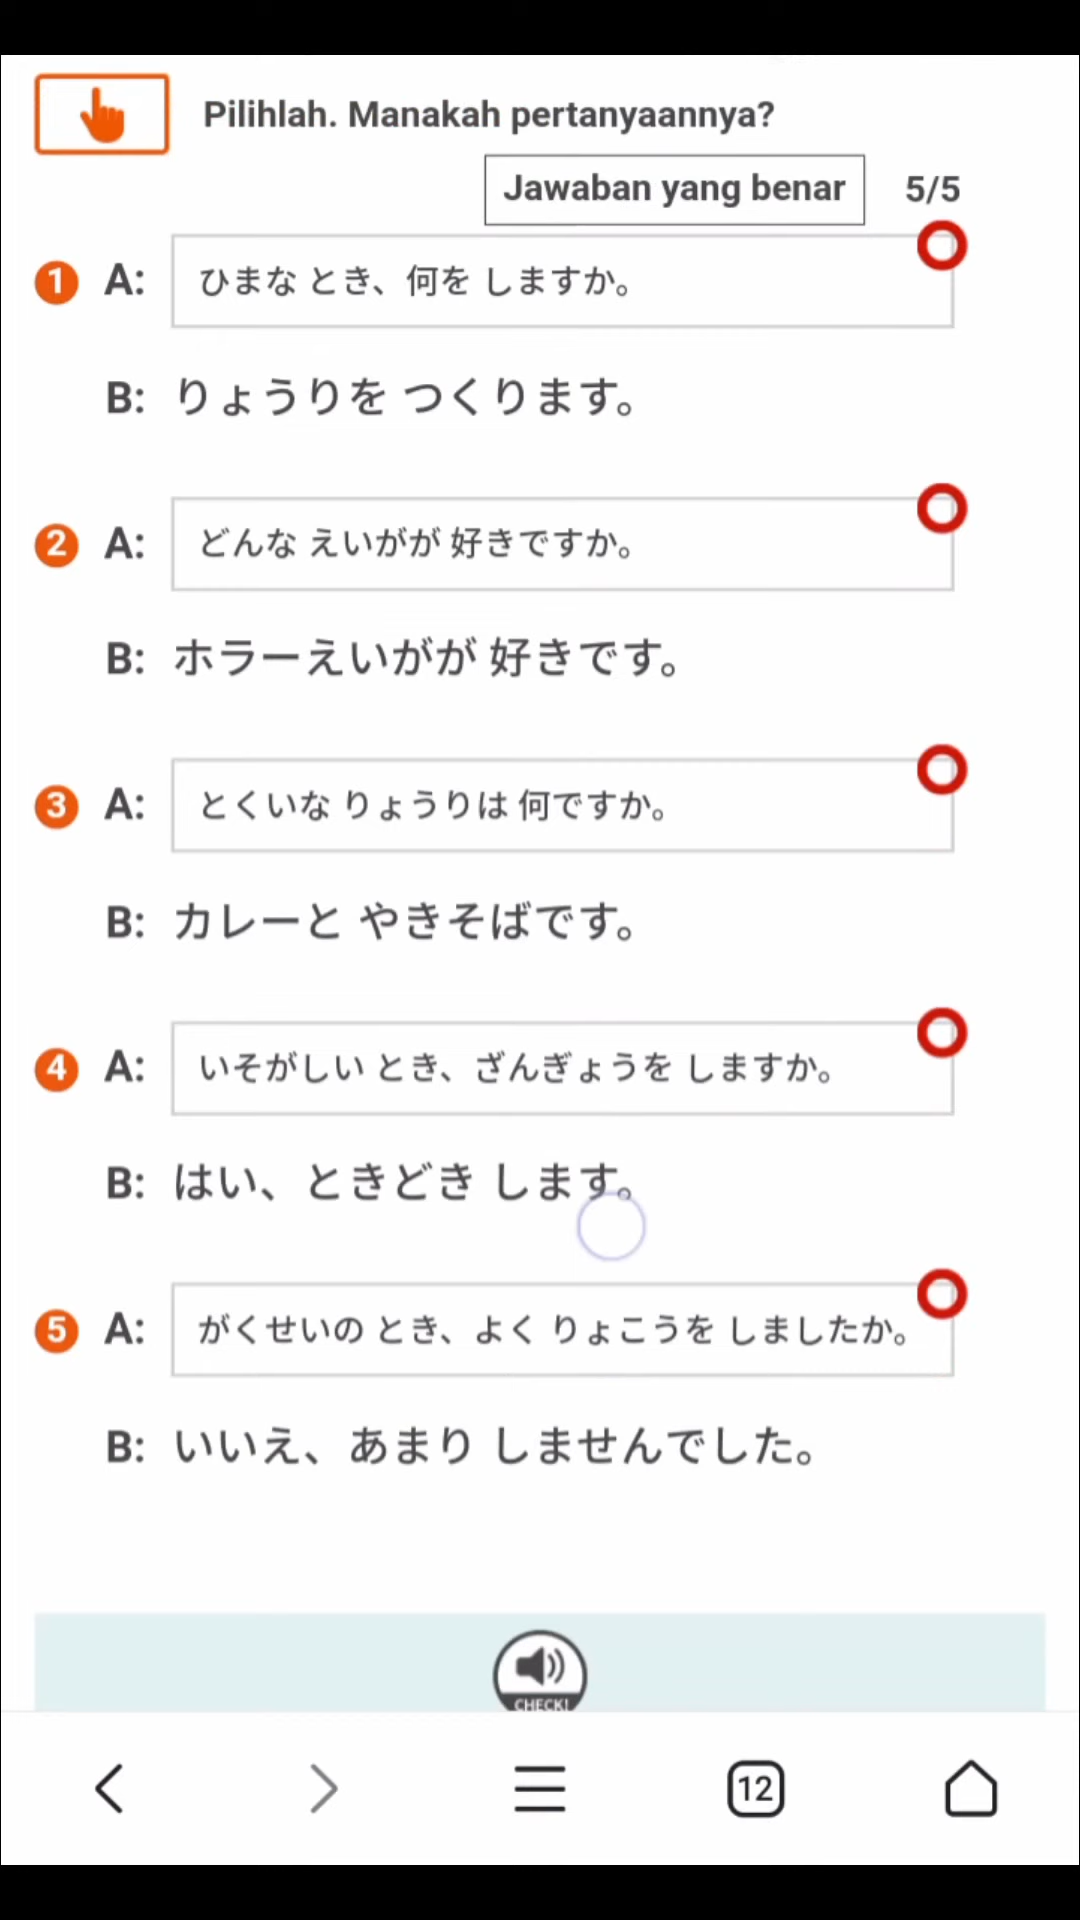 Pilihlah. Manakah pertanyaannya?
Jawaban yang benar 5/5
1 A: ひまな とき、何を しますか。
B: りょうりを つくります。
2 A: どんな えいがが 好きですか。
B: ホラーえいがが 好きです。
3 A: とくいな りょうりは 何ですか。
B: カレーと やきそばです。
4 A: いそがしい とき、ざんぎょうを しますか。
B: はい、ときどき します。
5 A: がくせいの とき、よく りょこうを しましたか。
B: いいえ、あまり しませんでした。
CHECK!
12